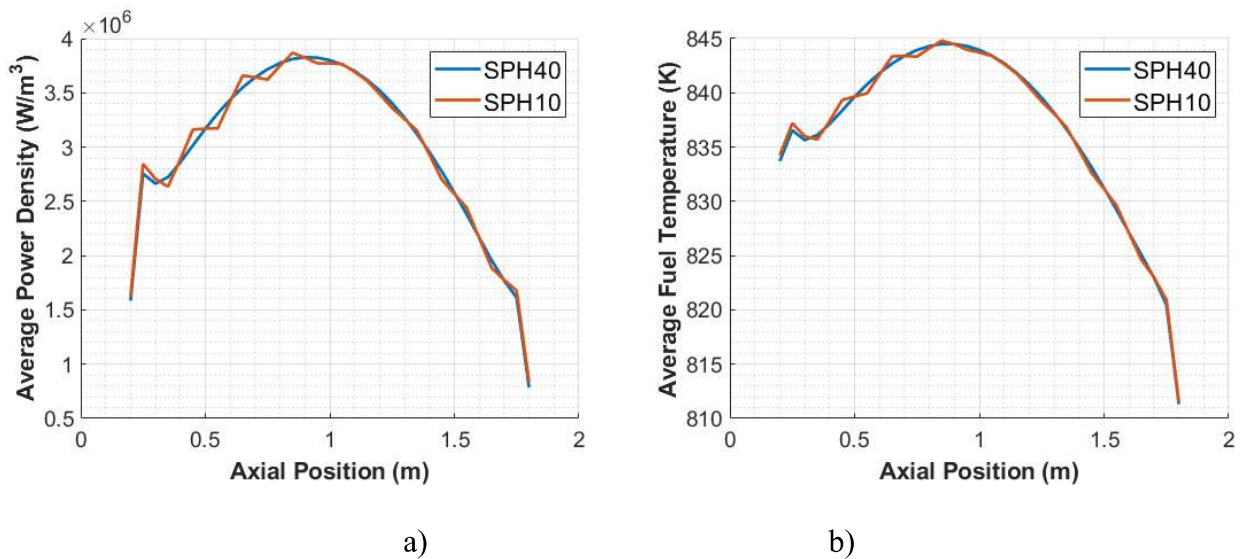 ×10⁶
4
3.5
3
2.5
2
1.5
1
0.5
0
0.5
1
1.5
2
Average Power Density (W/m³)
Axial Position (m)
SPH40
SPH10
a)
845
840
835
830
825
820
815
810
0
0.5
1
1.5
2
Average Fuel Temperature (K)
Axial Position (m)
SPH40
SPH10
b)